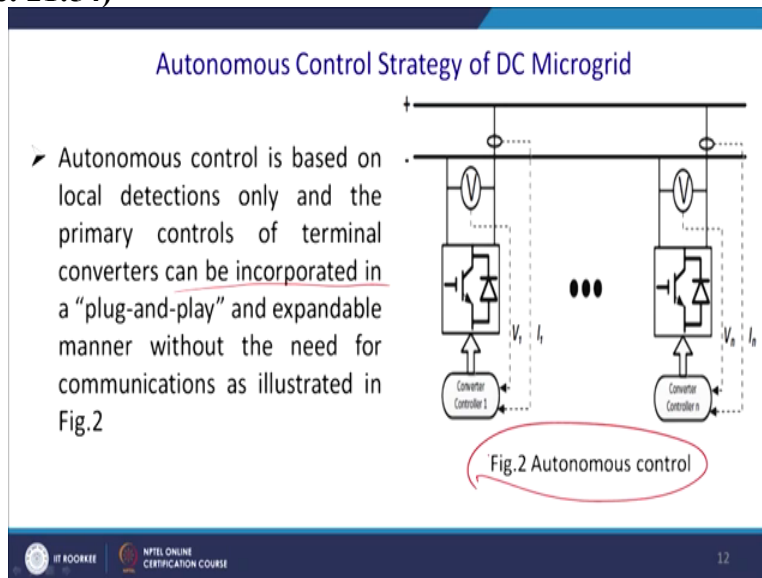 Autonomous Control Strategy of DC Microgrid
➤ Autonomous control is based on
local detections only and the
primary controls of terminal
converters can be incorporated in
a “plug-and-play” and expandable
manner without the need for
communications as illustrated in
Fig.2
+
-
V
V
V₁
I₁
Vₙ
Iₙ
Converter
Controller 1
Converter
Controller n
Fig.2 Autonomous control
IIT ROORKEE
NPTEL ONLINE
CERTIFICATION COURSE
12